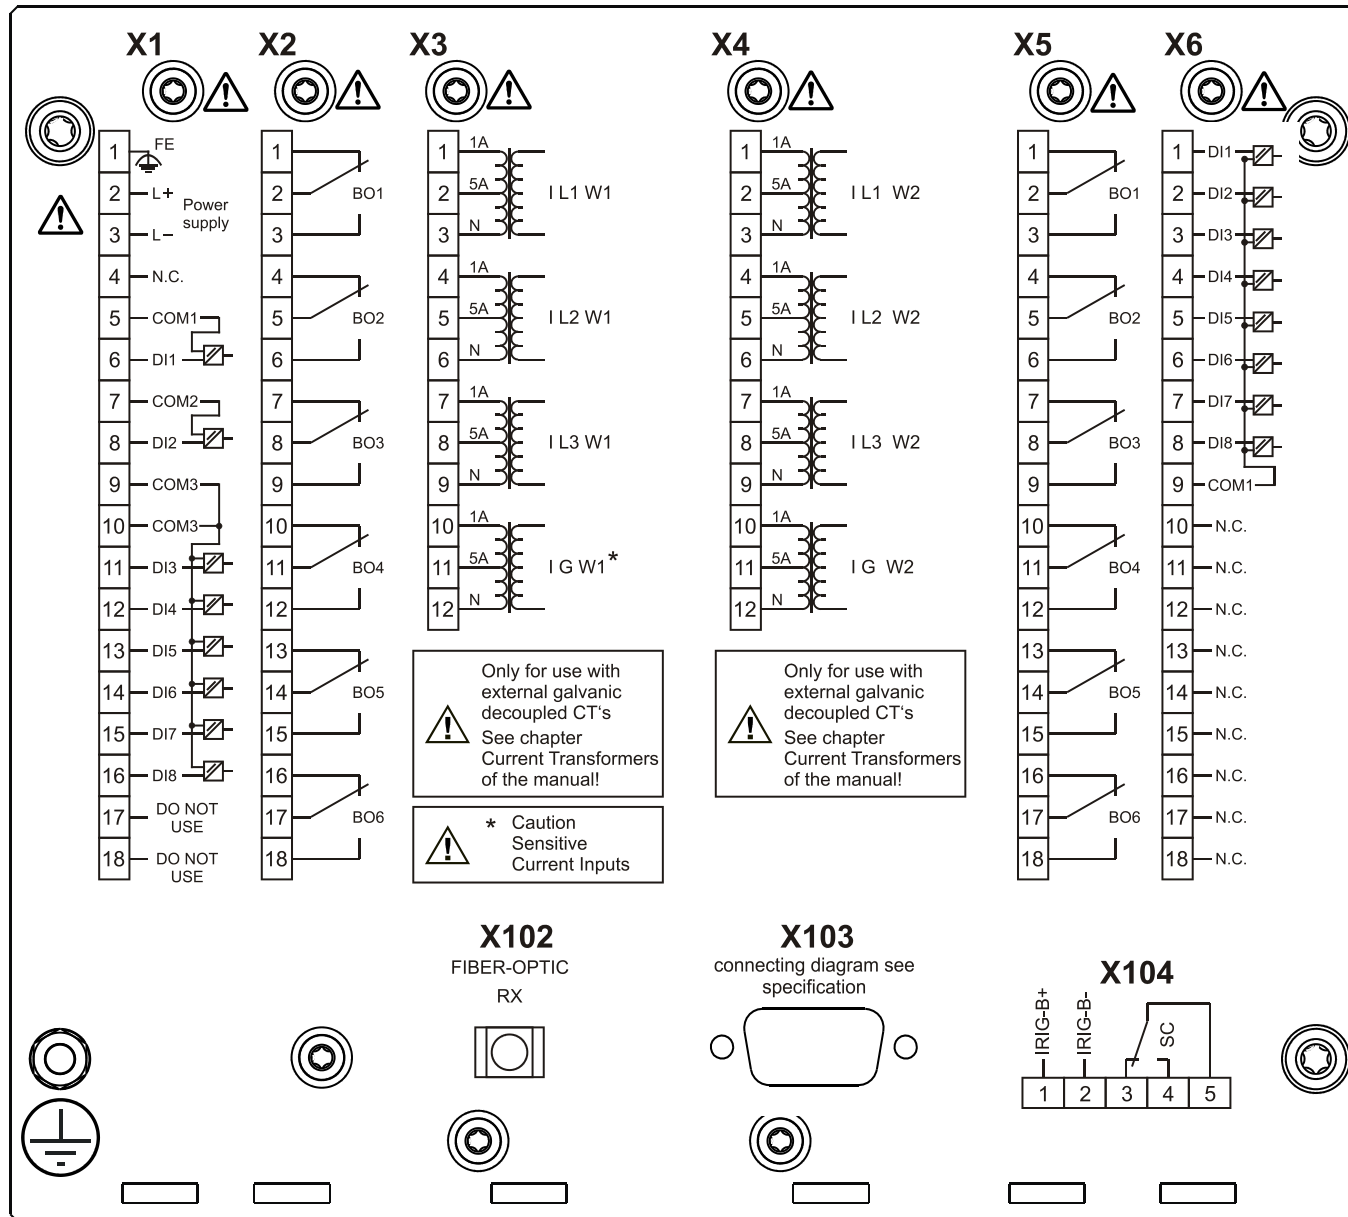 X1 X2 X3 X4 X5 X6
1 FE
2 L+ Power
supply
3 L–
4 N.C.
5 COM1
6 DI1
7 COM2
8 DI2
9 COM3
10 COM3
11 DI3
12 DI4
13 DI5
14 DI6
15 DI7
16 DI8
17 DO NOT
USE
18 DO NOT
USE
1
2 BO1
3
4
5 BO2
6
7
8 BO3
9
10
11 BO4
12
13
14 BO5
15
16
17 BO6
18
1 1A
2 5A I L1 W1
3 N
4 1A
5 5A I L2 W1
6 N
7 1A
8 5A I L3 W1
9 N
10 1A
11 5A I G W1*
12 N
Only for use with
external galvanic
decoupled CT‘s
See chapter
Current Transformers
of the manual!
* Caution
Sensitive
Current Inputs
1 1A
2 5A I L1 W2
3 N
4 1A
5 5A I L2 W2
6 N
7 1A
8 5A I L3 W2
9 N
10 1A
11 5A I G W2
12 N
Only for use with
external galvanic
decoupled CT‘s
See chapter
Current Transformers
of the manual!
1
2 BO1
3
4
5 BO2
6
7
8 BO3
9
10
11 BO4
12
13
14 BO5
15
16
17 BO6
18
1 DI1
2 DI2
3 DI3
4 DI4
5 DI5
6 DI6
7 DI7
8 DI8
9 COM1
10 N.C.
11 N.C.
12 N.C.
13 N.C.
14 N.C.
15 N.C.
16 N.C.
17 N.C.
18 N.C.
X102
FIBER-OPTIC
RX
X103
connecting diagram see
specification
X104
IRIG-B+
IRIG-B-
SC
1 2 3 4 5